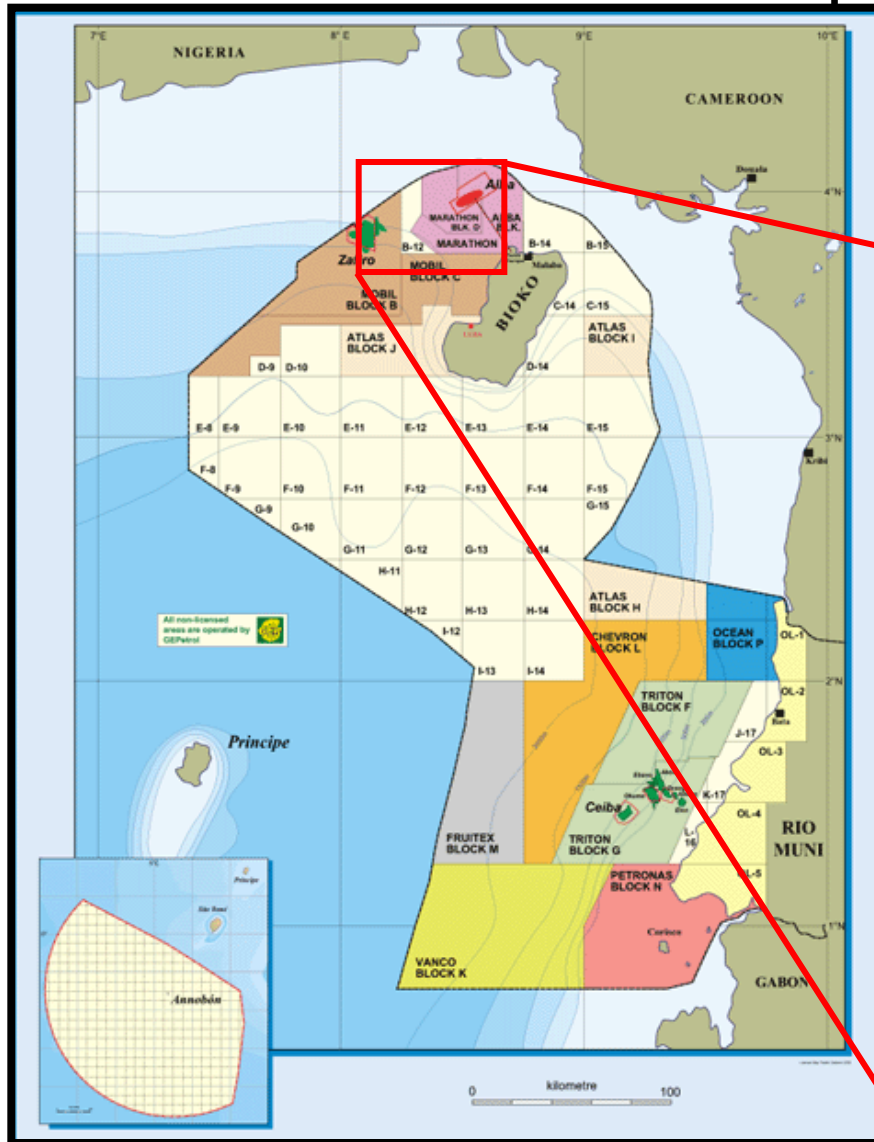 7°E
8°E
9°E
10°E
NIGERIA
CAMEROON
Douala
4°N
Alba
MARATHON
BLK. D
ALBA
BLK.
MARATHON
Zafiro
B-12
B-14
B-15
Malabo
MOBIL
BLOCK C
MOBIL
BLOCK B
BIOKO
C-14
C-15
ATLAS
BLOCK J
ATLAS
BLOCK I
D-9
D-10
D-14
E-8
E-9
E-10
E-11
E-12
E-13
E-14
E-15
3°N
Kribi
F-8
F-9
F-10
F-11
F-12
F-13
F-14
F-15
G-9
G-10
G-15
G-11
G-12
G-13
G-14
H-11
H-12
H-13
H-14
ATLAS
BLOCK H
I-12
I-13
I-14
CHEVRON
BLOCK L
OCEAN
BLOCK P
OL-1
All non-licensed
areas are operated by
GEPetrol
2°N
OL-2
TRITON
BLOCK F
Bata
J-17
OL-3
Principe
K-17
Ceiba
OL-4
L-
16
RIO
MUNI
FRUITEX
BLOCK M
TRITON
BLOCK G
OL-5
PETRONAS
BLOCK N
1°N
Corisco
VANCO
BLOCK K
GABON
Principe
São Tomé
Annobón
kilometre
0
100